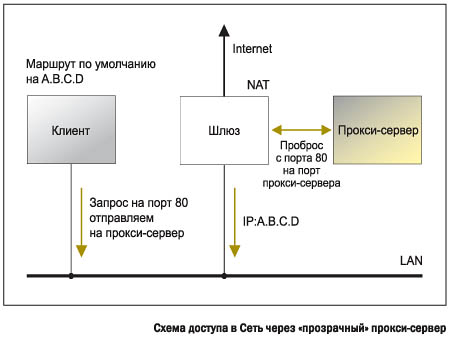 Internet
Маршрут по умолчанию
на A.B.C.D
NAT
Клиент
Шлюз
Прокси-сервер
Проброс
с порта 80
на порт
прокси-сервера
Запрос на порт 80
отправляем
на прокси-сервер
IP:A.B.C.D
LAN
Схема доступа в Сеть через «прозрачный» прокси-сервер